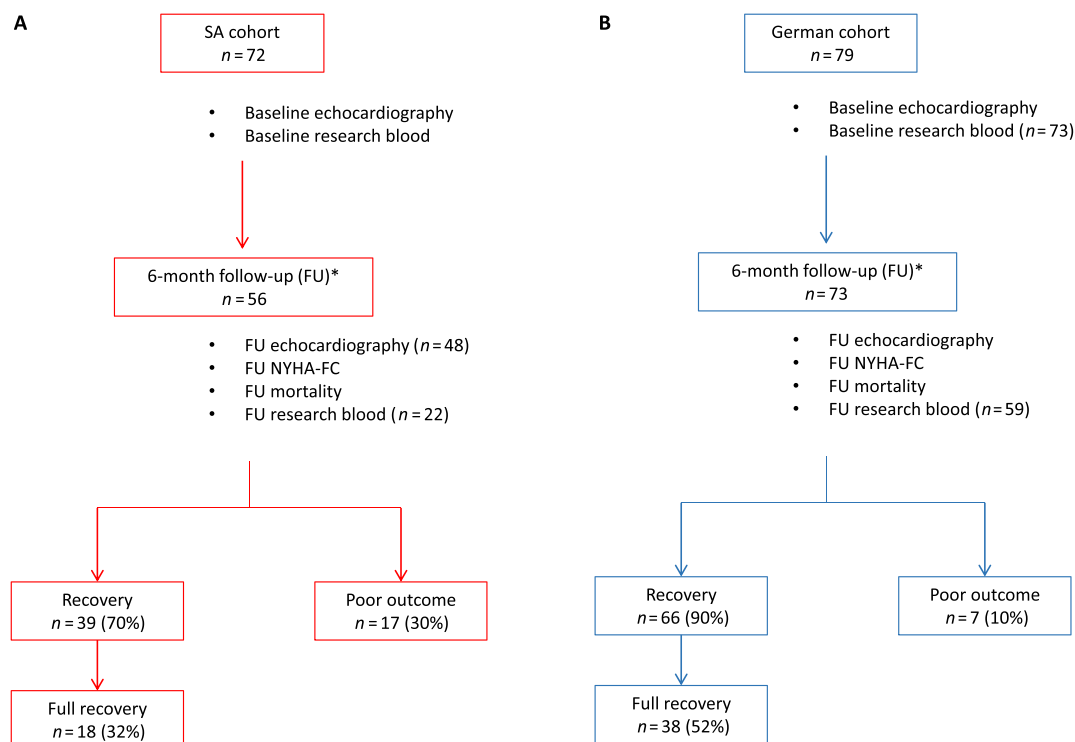 A
SA cohort
n = 72
• Baseline echocardiography
• Baseline research blood
6-month follow-up (FU)*
n = 56
• FU echocardiography (n = 48)
• FU NYHA-FC
• FU mortality
• FU research blood (n = 22)
Recovery
n = 39 (70%)
Poor outcome
n = 17 (30%)
Full recovery
n = 18 (32%)
B
German cohort
n = 79
• Baseline echocardiography
• Baseline research blood (n = 73)
6-month follow-up (FU)*
n = 73
• FU echocardiography
• FU NYHA-FC
• FU mortality
• FU research blood (n = 59)
Recovery
n = 66 (90%)
Poor outcome
n = 7 (10%)
Full recovery
n = 38 (52%)